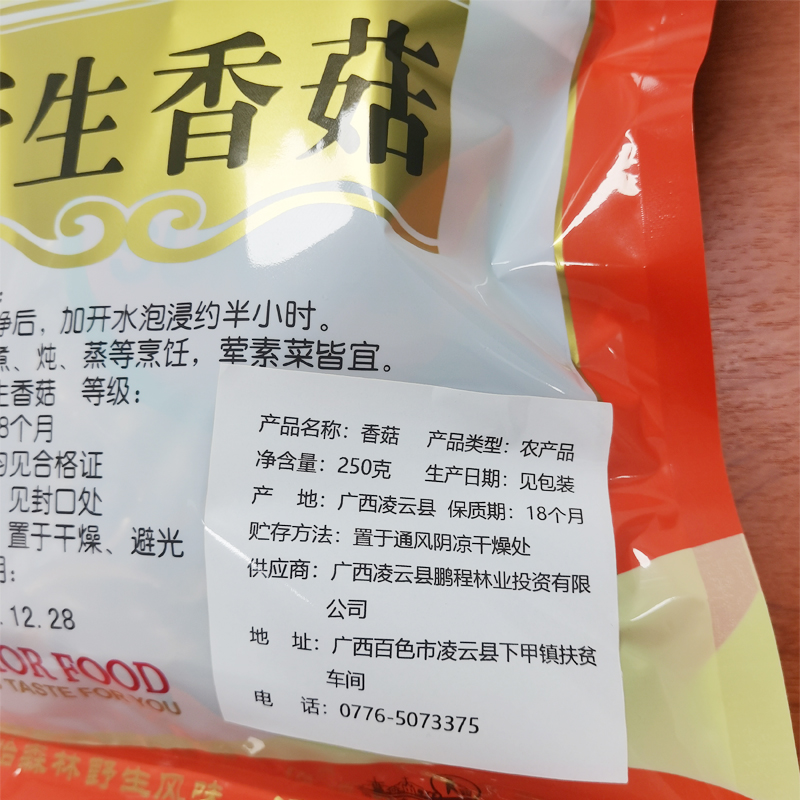 生香菇
净后，加开水泡浸约半小时。
煮、炖、蒸等烹饪，荤素菜皆宜。
生香菇 等级：
8个月
见合格证
见封口处
置于干燥、避光
期：
.12.28
OR FOOD
TASTE FOR YOU
森林野生风味
产品名称：香菇 产品类型：农产品
净含量：250克 生产日期：见包装
产 地：广西凌云县 保质期：18个月
贮存方法：置于通风阴凉干燥处
供应商：广西凌云县鹏程林业投资有限
公司
地 址：广西百色市凌云县下甲镇扶贫
车间
电 话：0776-5073375